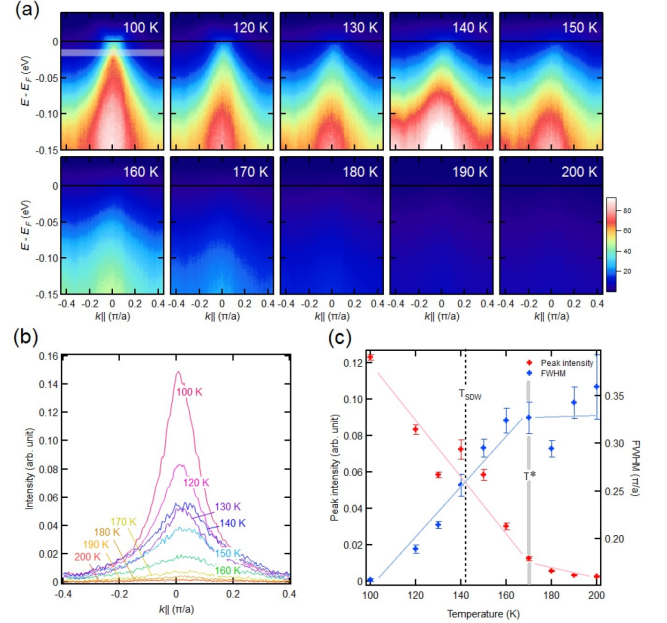 (a)
100 K 120 K 130 K 140 K 150 K
E - E_F (eV)
0
-0.05
-0.10
-0.15
160 K 170 K 180 K 190 K 200 K
E - E_F (eV)
0
-0.05
-0.10
-0.15
80
60
40
20
-0.4 -0.2 0 0.2 0.4 -0.4 -0.2 0 0.2 0.4 -0.4 -0.2 0 0.2 0.4 -0.4 -0.2 0 0.2 0.4 -0.4 -0.2 0 0.2 0.4
k|| (π/a) k|| (π/a) k|| (π/a) k|| (π/a) k|| (π/a)
(b)
0.16
0.14
0.12
0.10
0.08
0.06
0.04
0.02
0.00
Intensity (arb. unit)
100 K
120 K
130 K
140 K
150 K
160 K
170 K
180 K
190 K
200 K
-0.4 -0.2 0 0.2 0.4
k|| (π/a)
(c)
0.12
0.10
0.08
0.06
0.04
0.02
0.00
Peak intensity (arb. unit)
Peak intensity
FWHM
T_SDW
T*
0.35
0.30
0.25
0.20
FWHM (π/a)
100 120 140 160 180 200
Temperature (K)